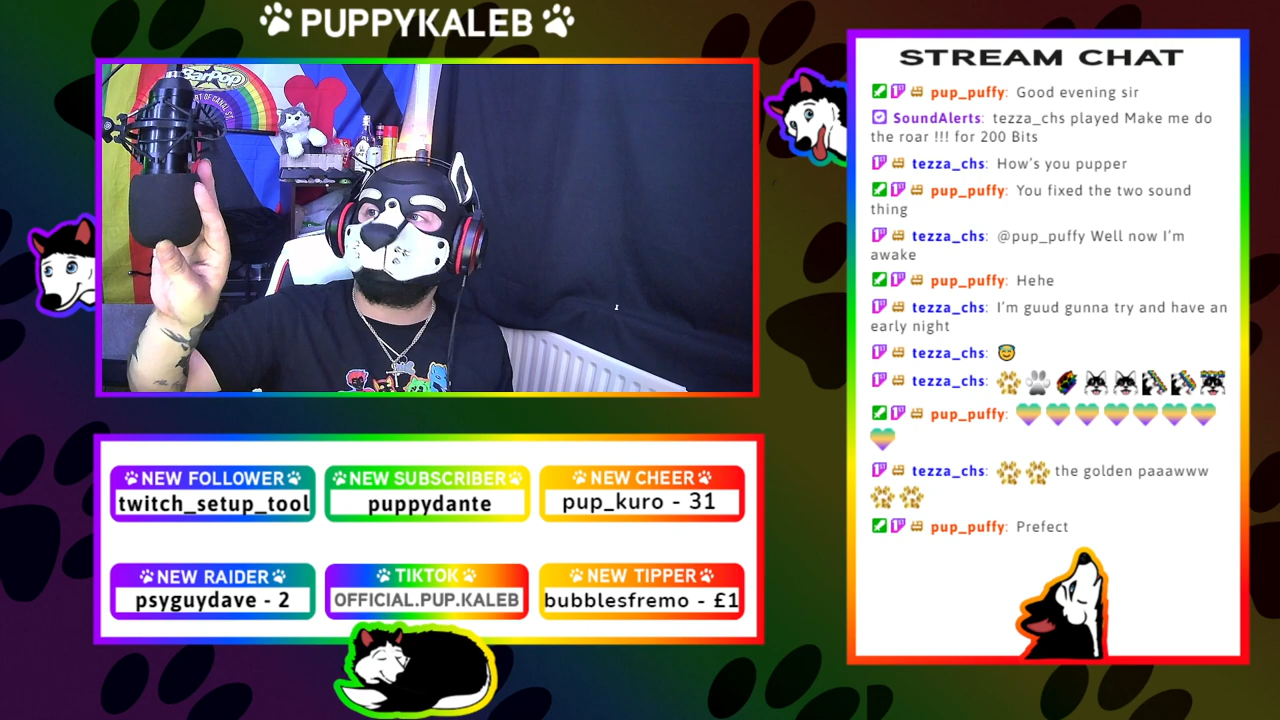 PUPPYKALEB
BarPop
STREAM CHAT
pup_puffy: Good evening sir
SoundAlerts: tezza_chs played Make me do
the roar !!! for 200 Bits
tezza_chs: How's you pupper
pup_puffy: You fixed the two sound
thing
tezza_chs: @pup_puffy Well now I'm
awake
pup_puffy: Hehe
tezza_chs: I'm guud gunna try and have an
early night
tezza_chs:
tezza_chs:
pup_puffy:
tezza_chs: the golden paaawww
pup_puffy: Prefect
NEW FOLLOWER
twitch_setup_tool
NEW SUBSCRIBER
puppydante
NEW CHEER
pup_kuro - 31
NEW RAIDER
psyguydave - 2
TIKTOK
OFFICIAL.PUP.KALEB
NEW TIPPER
bubblesfremo - £1